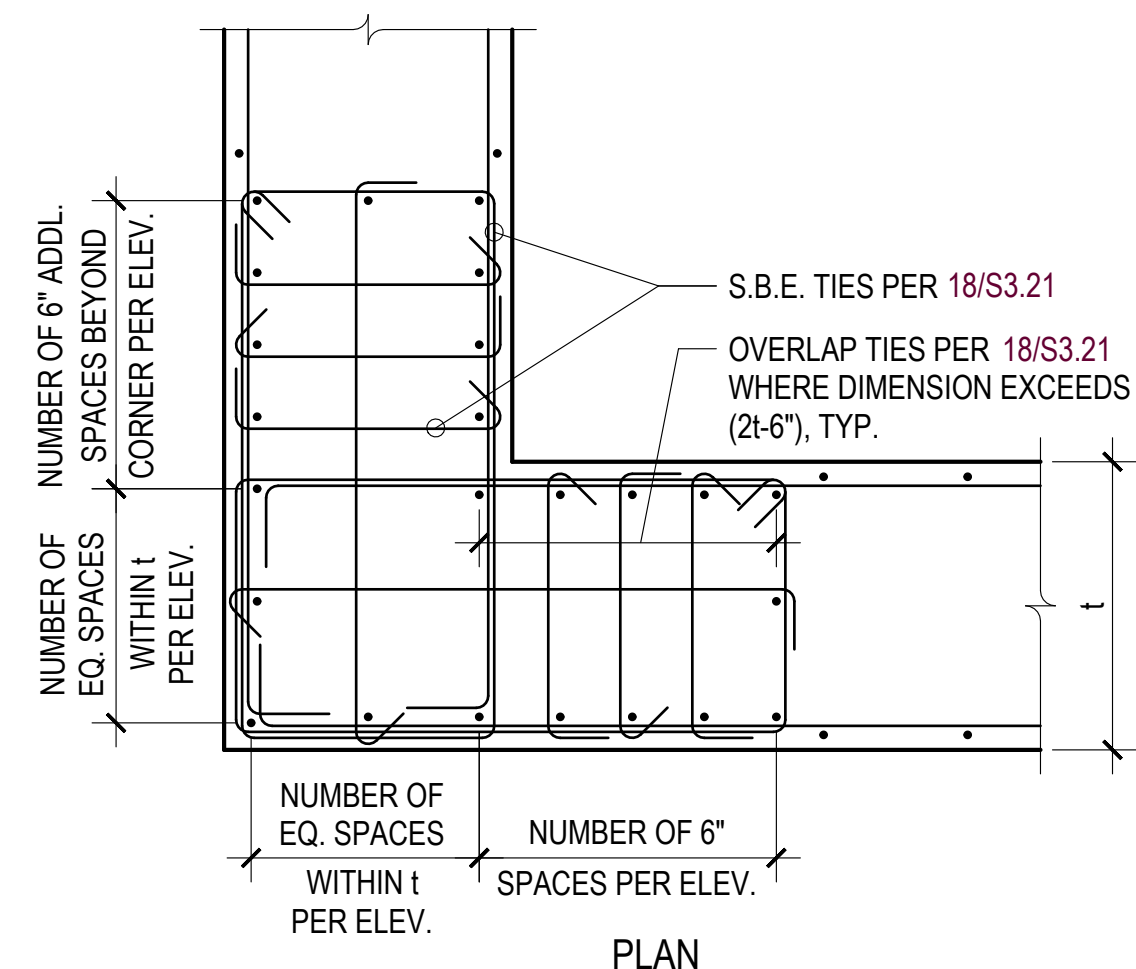 NUMBER OF 6" ADDL.
SPACES BEYOND
CORNER PER ELEV.
S.B.E. TIES PER 18/S3.21
OVERLAP TIES PER 18/S3.21
WHERE DIMENSION EXCEEDS
(2t-6"), TYP.
NUMBER OF
EQ. SPACES
WITHIN t
PER ELEV.
t
NUMBER OF
EQ. SPACES
WITHIN t
PER ELEV.
NUMBER OF 6"
SPACES PER ELEV.
PLAN